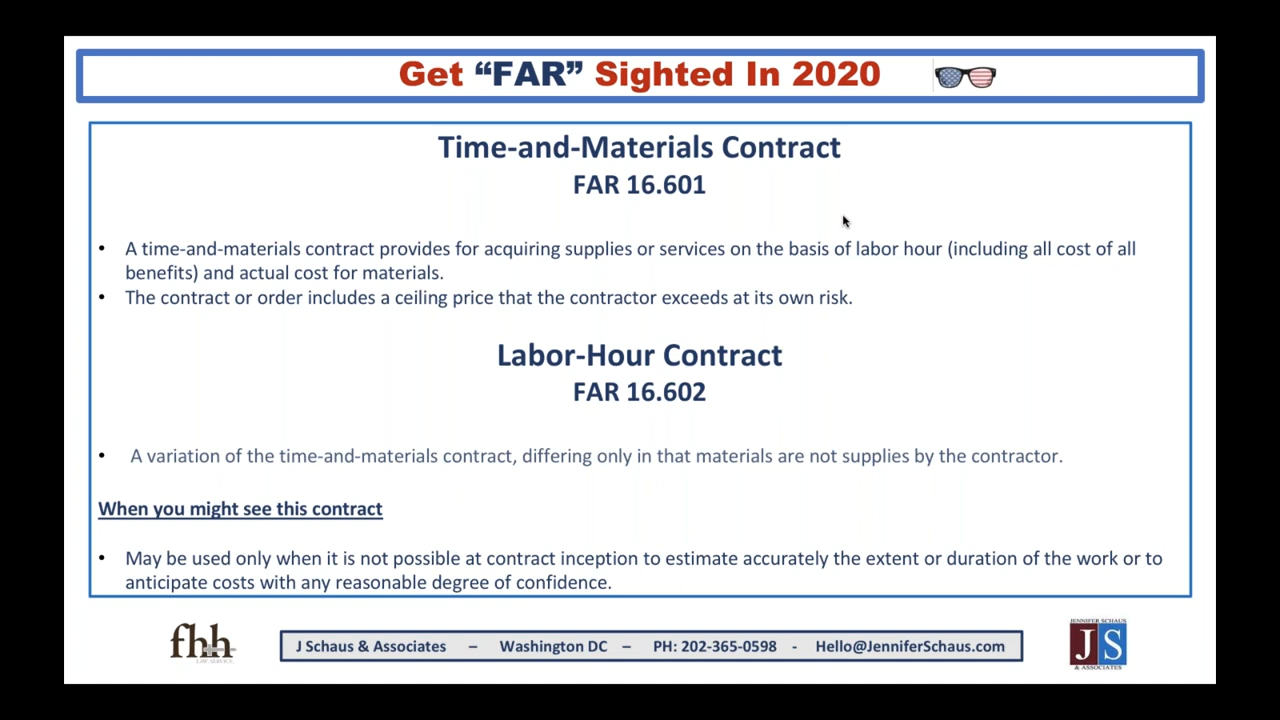 Get “FAR” Sighted In 2020
Time-and-Materials Contract
FAR 16.601
• A time-and-materials contract provides for acquiring supplies or services on the basis of labor hour (including all cost of all
benefits) and actual cost for materials.
• The contract or order includes a ceiling price that the contractor exceeds at its own risk.
Labor-Hour Contract
FAR 16.602
• A variation of the time-and-materials contract, differing only in that materials are not supplies by the contractor.
When you might see this contract
• May be used only when it is not possible at contract inception to estimate accurately the extent or duration of the work or to
anticipate costs with any reasonable degree of confidence.
fhh
LAW SERVICE
J Schaus & Associates – Washington DC – PH: 202-365-0598 - Hello@JenniferSchaus.com
JENNIFER SCHAUS
J S
& ASSOCIATES